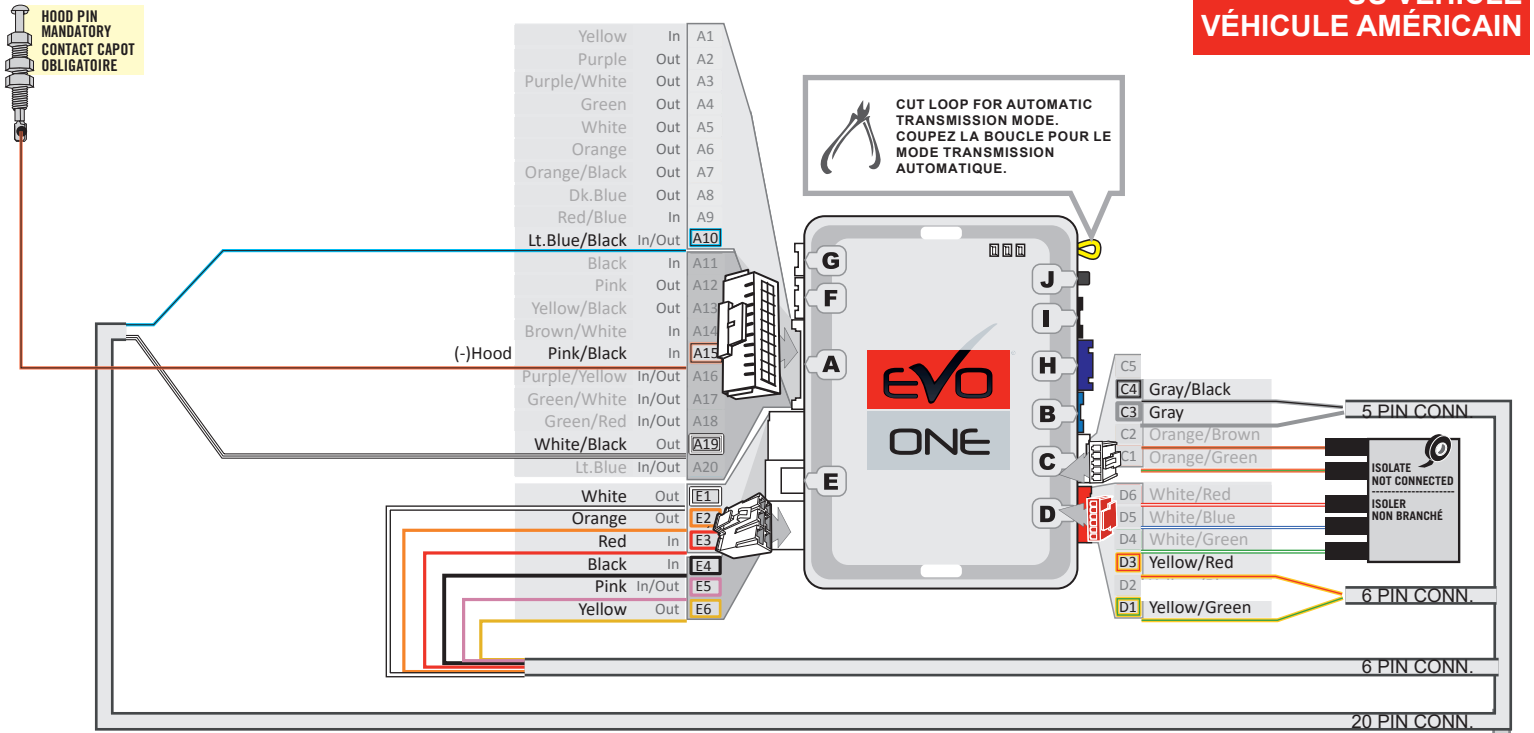 HOOD PIN
MANDATORY
CONTACT CAPOT
OBLIGATOIRE
US VEHICLE
VÉHICULE AMÉRICAIN
CUT LOOP FOR AUTOMATIC
TRANSMISSION MODE.
COUPEZ LA BOUCLE POUR LE
MODE TRANSMISSION
AUTOMATIQUE.
Yellow In A1
Purple Out A2
Purple/White Out A3
Green Out A4
White Out A5
Orange Out A6
Orange/Black Out A7
Dk.Blue Out A8
Red/Blue In A9
Lt.Blue/Black In/Out A10
Black In A11
Pink Out A12
Yellow/Black Out A13
Brown/White In A14
(-)Hood Pink/Black In A15
Purple/Yellow In/Out A16
Green/White In/Out A17
Green/Red In/Out A18
White/Black Out A19
Lt.Blue In/Out A20
White Out E1
Orange Out E2
Red In E3
Black In E4
Pink In/Out E5
Yellow Out E6
G
F
A
E
J
I
H
B
C
D
EVO
ONE
C5
C4 Gray/Black
C3 Gray
C2 Orange/Brown
C1 Orange/Green
D6 White/Red
D5 White/Blue
D4 White/Green
D3 Yellow/Red
D2
D1 Yellow/Green
5 PIN CONN.
ISOLATE
NOT CONNECTED
ISOLER
NON BRANCHÉ
6 PIN CONN.
6 PIN CONN.
20 PIN CONN.